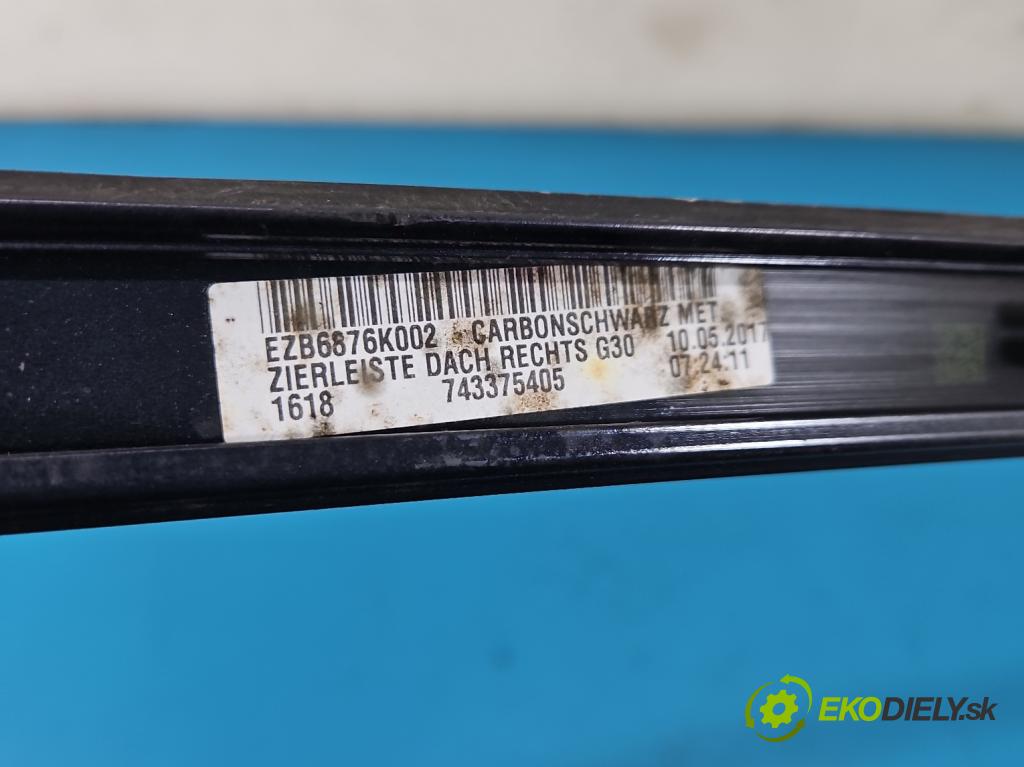 EZB6876K002 CARBONSCHWARZ MET
ZIERLEISTE DACH RECHTS G30 10.05.2017
1618 743375405 07:24:11
EKODIELY.sk